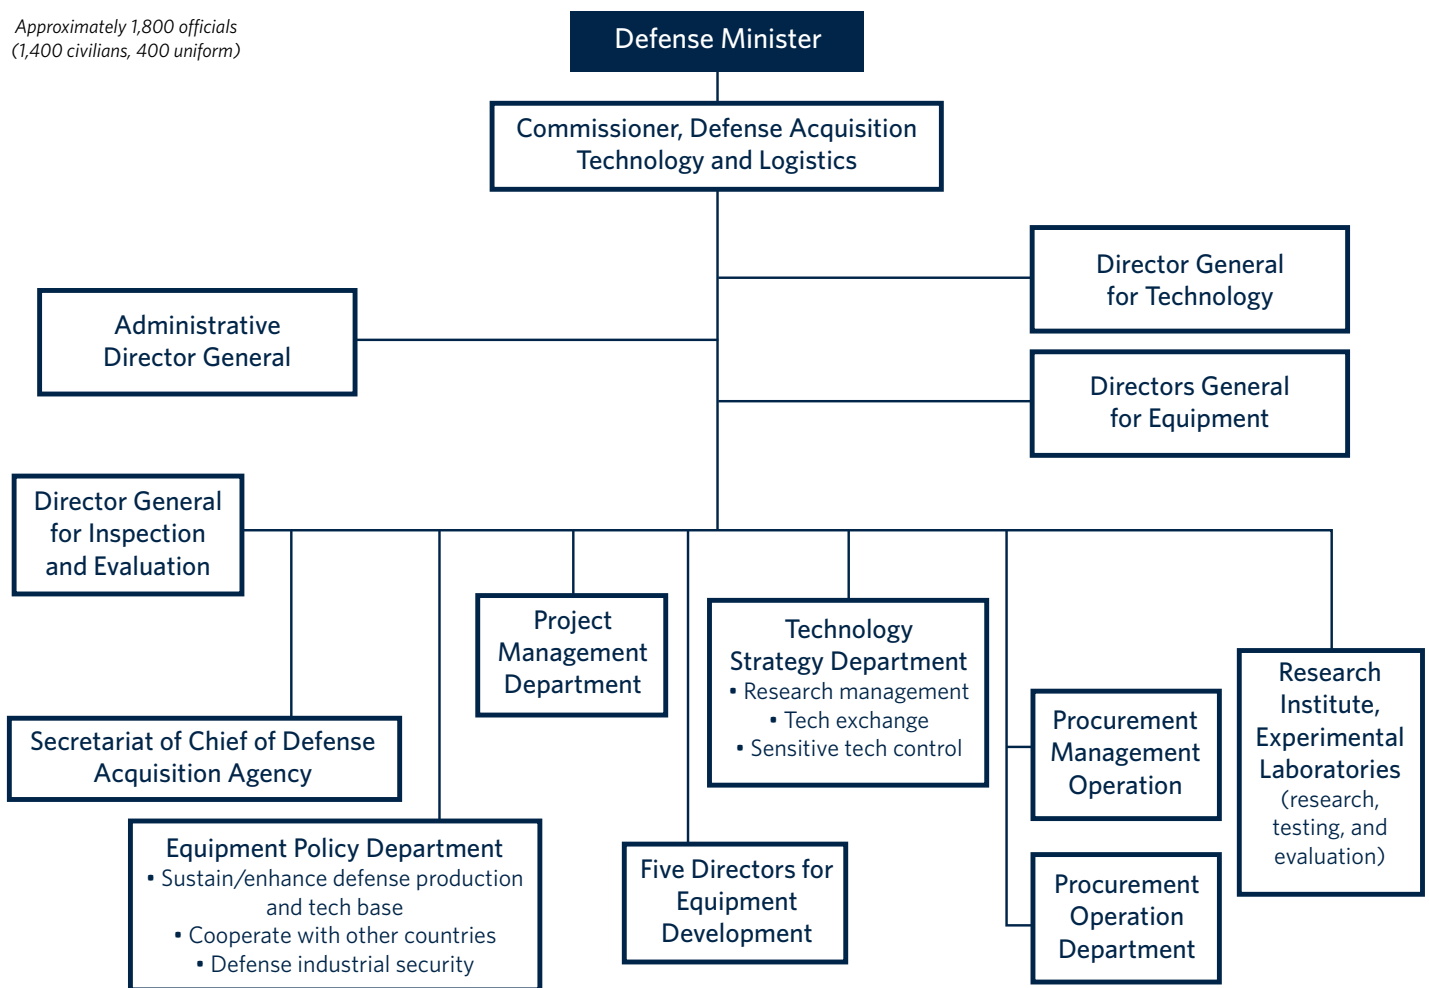 Approximately 1,800 officials
(1,400 civilians, 400 uniform)
Defense Minister
Commissioner, Defense Acquisition
Technology and Logistics
Director General
for Technology
Administrative
Director General
Directors General
for Equipment
Director General
for Inspection
and Evaluation
Project
Management
Department
Technology
Strategy Department
• Research management
• Tech exchange
• Sensitive tech control
Research
Institute,
Experimental
Laboratories
(research,
testing, and
evaluation)
Procurement
Management
Operation
Secretariat of Chief of Defense
Acquisition Agency
Equipment Policy Department
• Sustain/enhance defense production
and tech base
• Cooperate with other countries
• Defense industrial security
Five Directors for
Equipment
Development
Procurement
Operation
Department